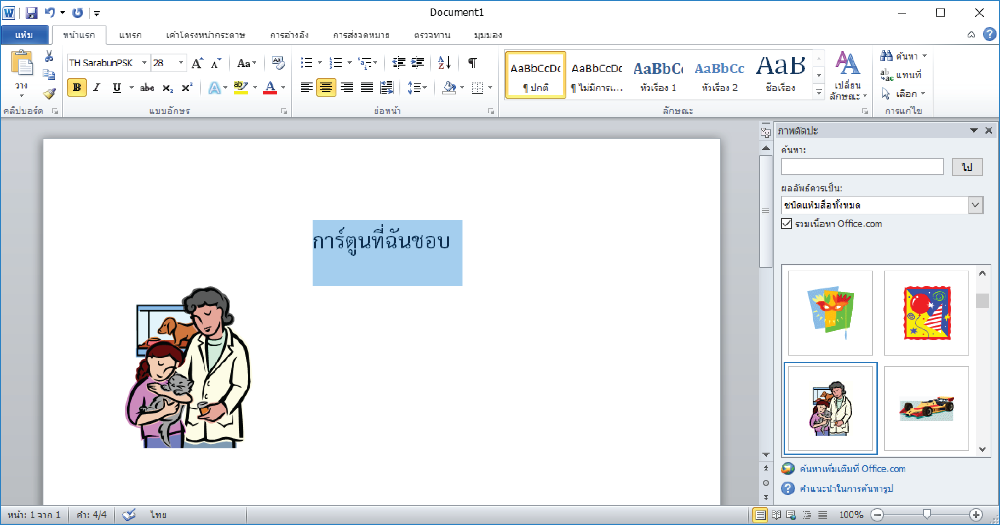 Document1
แฟ้ม หน้าแรก แทรก เค้าโครงหน้ากระดาษ การอ้างอิง การส่งจดหมาย ตรวจทาน มุมมอง
วาง
คลิปบอร์ด
TH SarabunPSK 28
แบบอักษร
ย่อหน้า
AaBbCcDc AaBbCcDc AaBbC AaBbCc AaB
¶ ปกติ ¶ ไม่มีการเ... หัวเรื่อง 1 หัวเรื่อง 2 ชื่อเรื่อง
เปลี่ยน
ลักษณะ
ลักษณะ
ค้นหา
แทนที่
เลือก
การแก้ไข
การ์ตูนที่ฉันชอบ
ภาพตัดปะ
ค้นหา:
ไป
ผลลัพธ์ควรเป็น:
ชนิดแฟ้มสื่อทั้งหมด
รวมเนื้อหา Office.com
ค้นหาเพิ่มเติมที่ Office.com
คำแนะนำในการค้นหารูป
หน้า: 1 จาก 1 คำ: 4/4 ไทย 100%